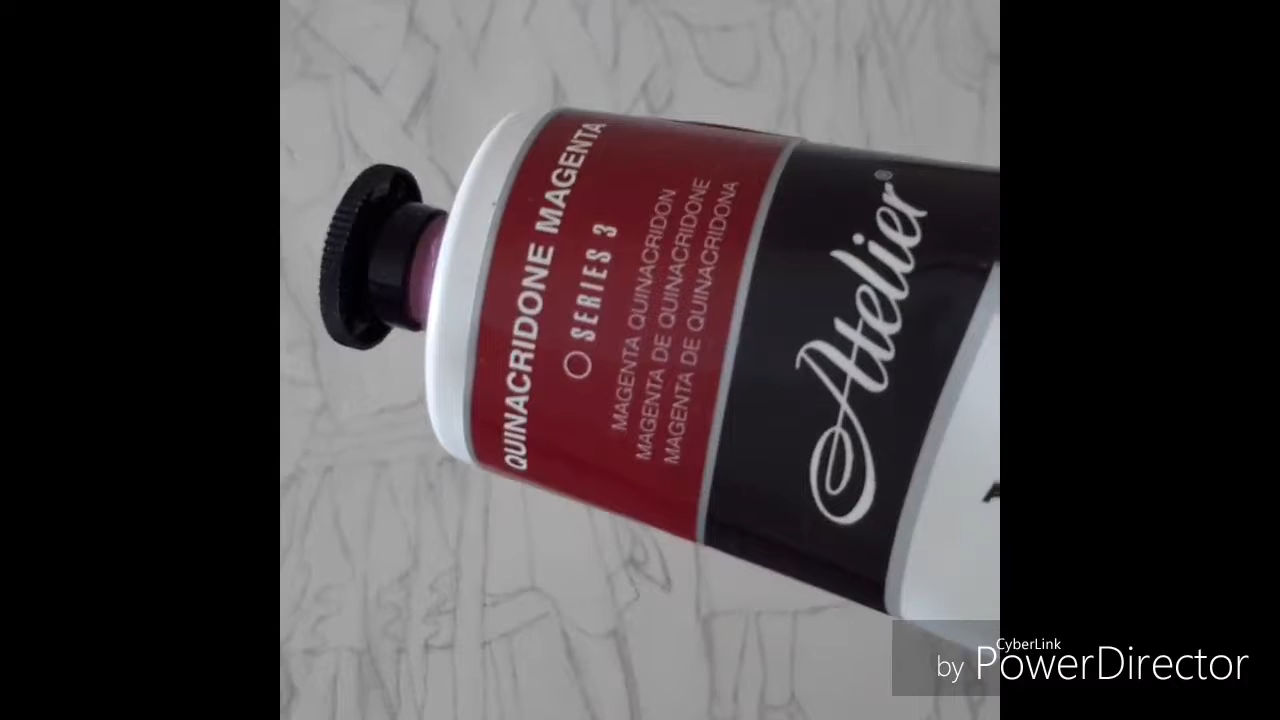 QUINACRIDONE MAGENTA
SERIES 3
MAGENTA QUINACRIDON
MAGENTA DE QUINACRIDONE
MAGENTA DE QUINACRIDONA
Atelier®
CyberLink
by PowerDirector